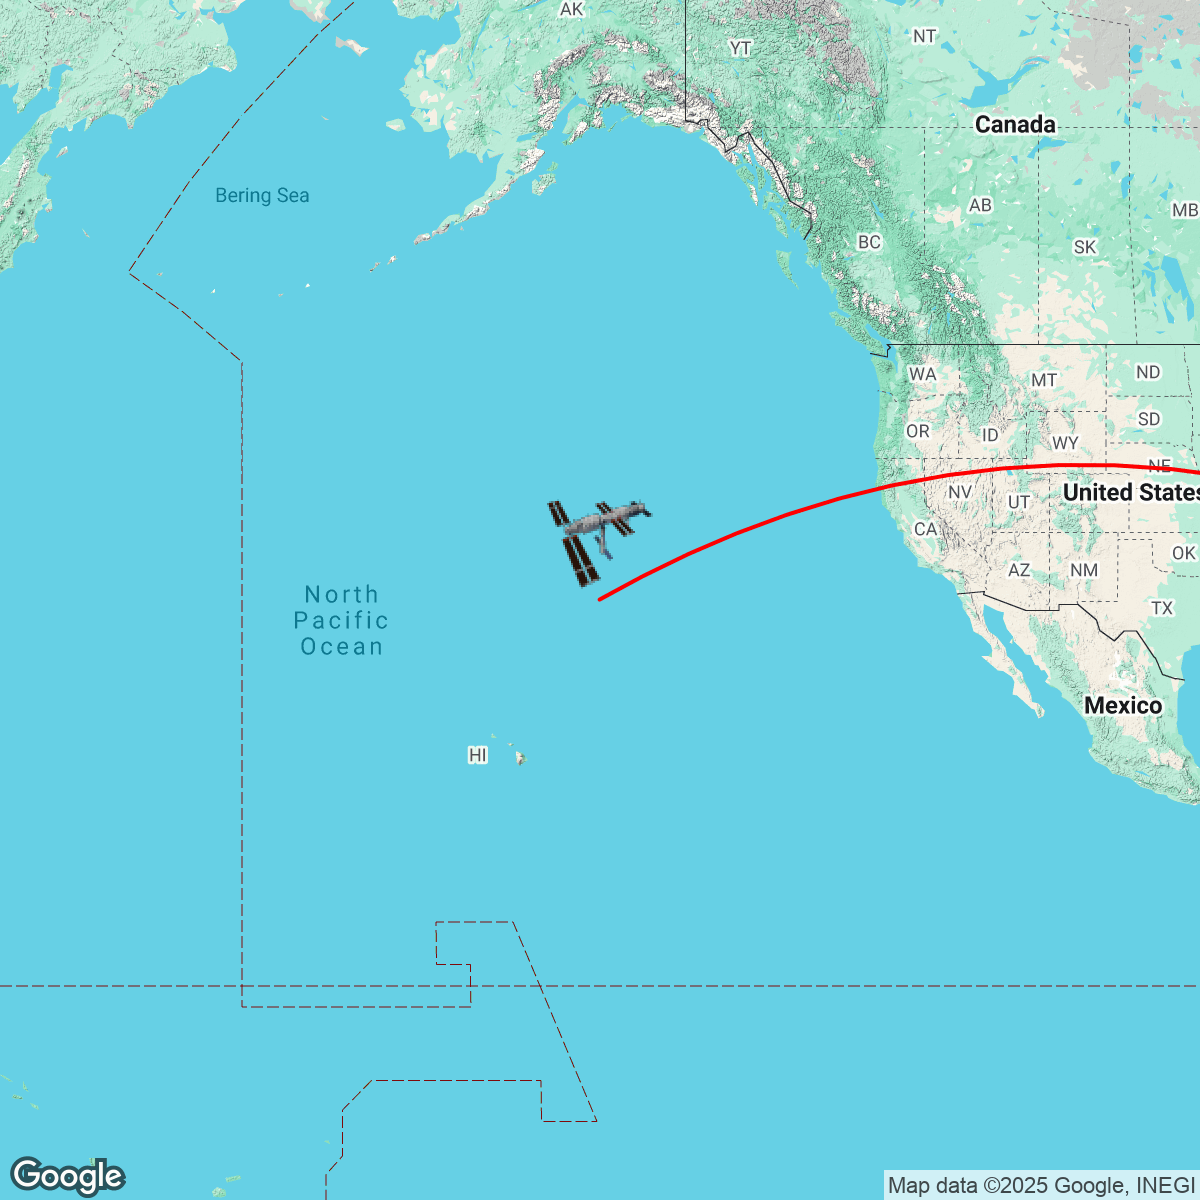 AK
YT
NT
Canada
Bering Sea
AB
MB
BC
SK
WA
MT
ND
OR
ID
WY
SD
NE
NV
UT
United States
CA
OK
AZ
NM
TX
North
Pacific
Ocean
Mexico
HI
Google
Map data ©2025 Google, INEGI